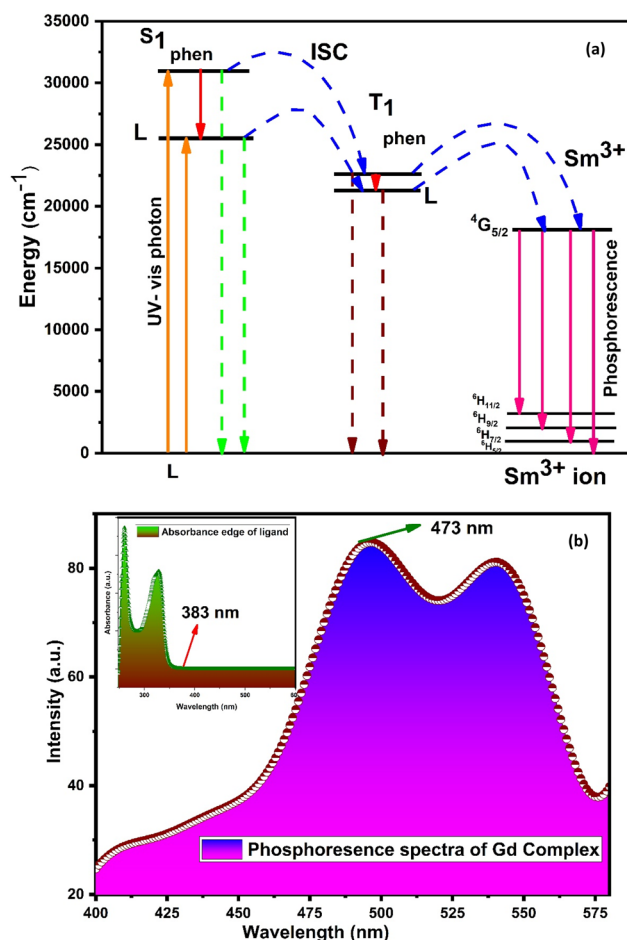 (a)
S1
phen
ISC
T1
phen
Sm3+
L
L
4G5/2
UV- vis photon
Phosphorescence
6H11/2
6H9/2
6H7/2
6H5/2
35000
30000
25000
20000
15000
10000
5000
0
Energy (cm−1)
L
Sm3+ ion
(b)
473 nm
Absorbance edge of ligand
383 nm
Absorbance (a.u.)
300 400 500 60
Wavelength (nm)
80
60
40
20
Intensity (a.u.)
Phosphoresence spectra of Gd Complex
400 425 450 475 500 525 550 575
Wavelength (nm)